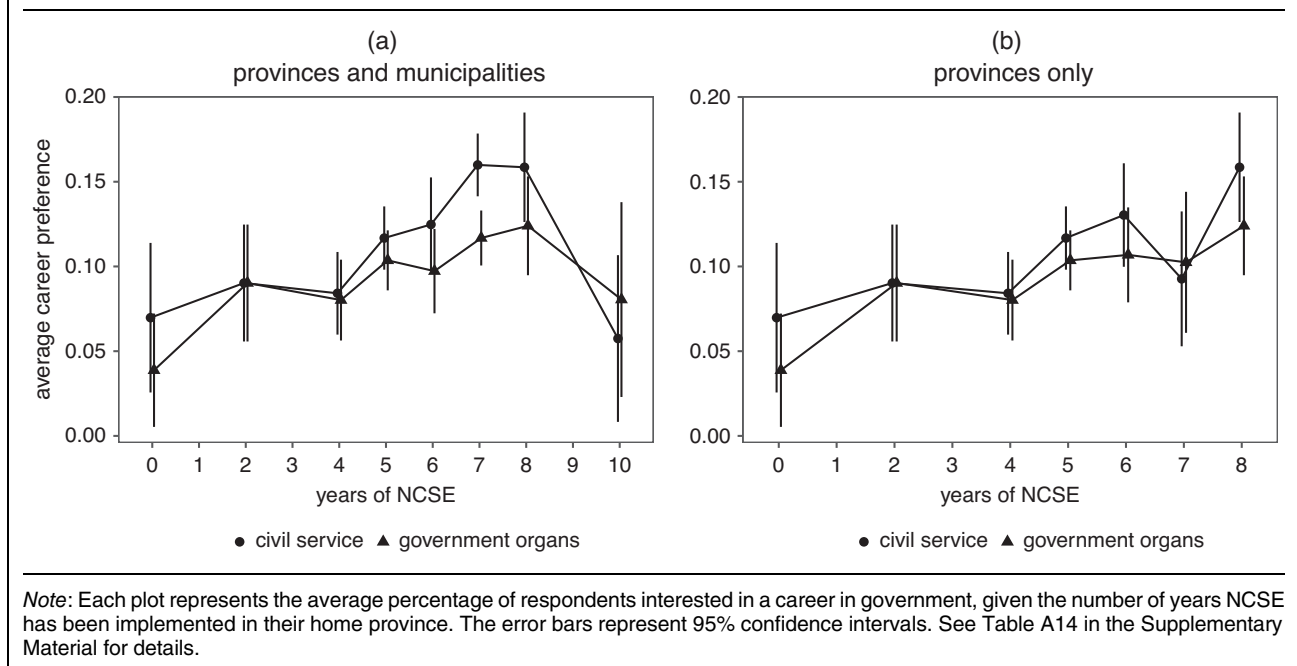 (a)
provinces and municipalities
0.20
0.15
0.10
0.05
0.00
average career preference
0 1 2 3 4 5 6 7 8 9 10
years of NCSE
● civil service ▲ government organs
(b)
provinces only
0.20
0.15
0.10
0.05
0.00
0 1 2 3 4 5 6 7 8
years of NCSE
● civil service ▲ government organs
Note: Each plot represents the average percentage of respondents interested in a career in government, given the number of years NCSE
has been implemented in their home province. The error bars represent 95% confidence intervals. See Table A14 in the Supplementary
Material for details.